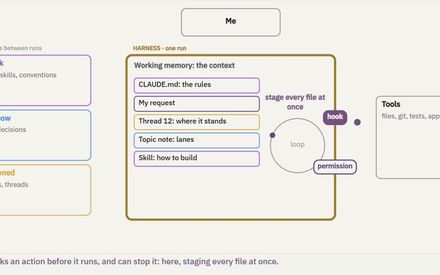 Me
s between runs
HARNESS - one run
k
skills, conventions
ow
ecisions
ened
s, threads
Working memory: the context
CLAUDE.md: the rules
My request
Thread 12: where it stands
Topic note: lanes
Skill: how to build
stage every file at
once
hook
loop
permission
Tools
files, git, tests, app
ks an action before it runs, and can stop it: here, staging every file at once.